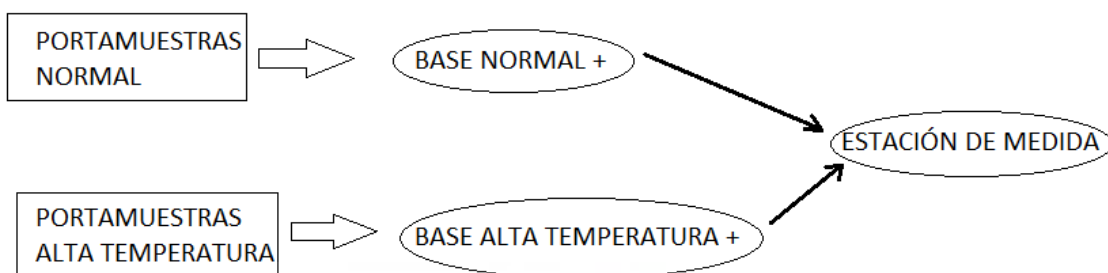 PORTAMUESTRAS
NORMAL
BASE NORMAL +
ESTACIÓN DE MEDIDA
PORTAMUESTRAS
ALTA TEMPERATURA
BASE ALTA TEMPERATURA +